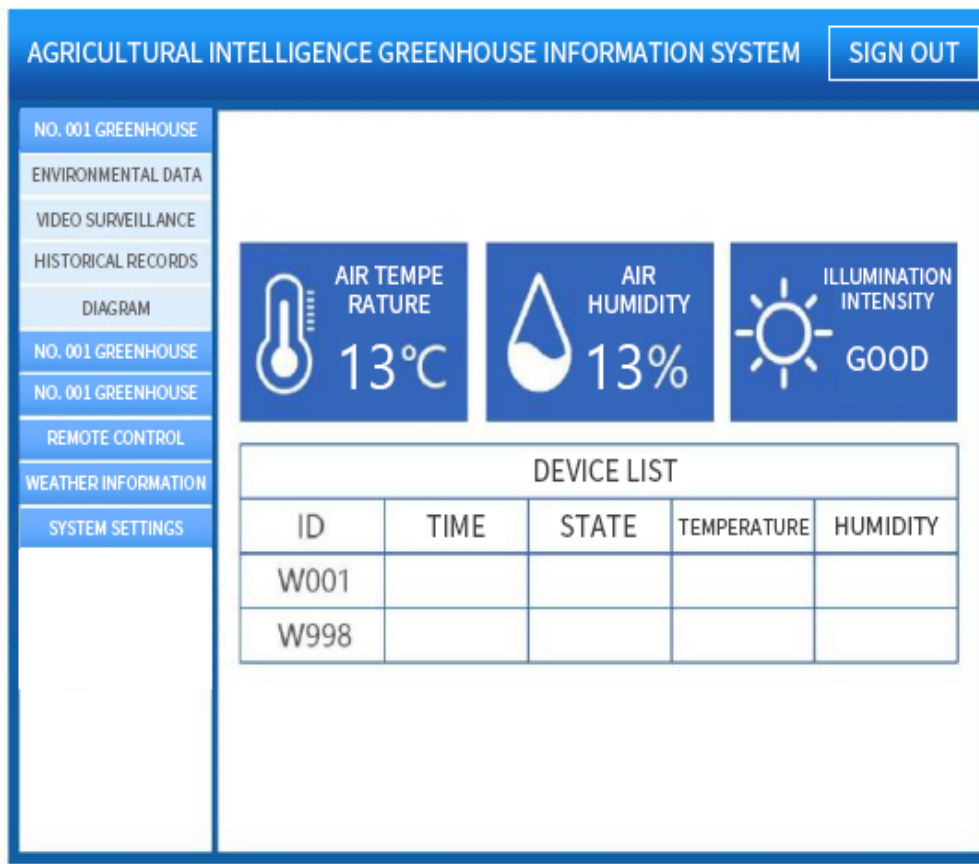 AGRICULTURAL INTELLIGENCE GREENHOUSE INFORMATION SYSTEM
SIGN OUT
NO. 001 GREENHOUSE
ENVIRONMENTAL DATA
VIDEO SURVEILLANCE
HISTORICAL RECORDS
DIAGRAM
NO. 001 GREENHOUSE
NO. 001 GREENHOUSE
REMOTE CONTROL
WEATHER INFORMATION
SYSTEM SETTINGS
AIR TEMPE
RATURE
13°C
AIR
HUMIDITY
13%
ILLUMINATION
INTENSITY
GOOD
DEVICE LIST
ID TIME STATE TEMPERATURE HUMIDITY
W001
W998